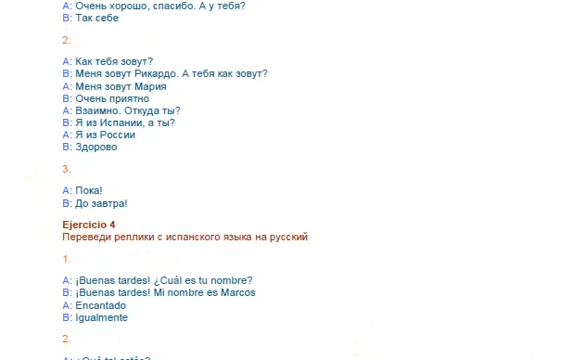 А: Очень хорошо, спасибо. А у тебя?
В: Так себе
2.
А: Как тебя зовут?
В: Меня зовут Рикардо. А тебя как зовут?
А: Меня зовут Мария
В: Очень приятно
А: Взаимно. Откуда ты?
В: Я из Испании, а ты?
А: Я из России
В: Здорово
3.
А: Пока!
В: До завтра!
Ejercicio 4
Переведи реплики с испанского языка на русский
1.
A: ¡Buenas tardes! ¿Cuál es tu nombre?
B: ¡Buenas tardes! Mi nombre es Marcos
A: Encantado
B: Igualmente
2.
A: ¿Qué tal estás?